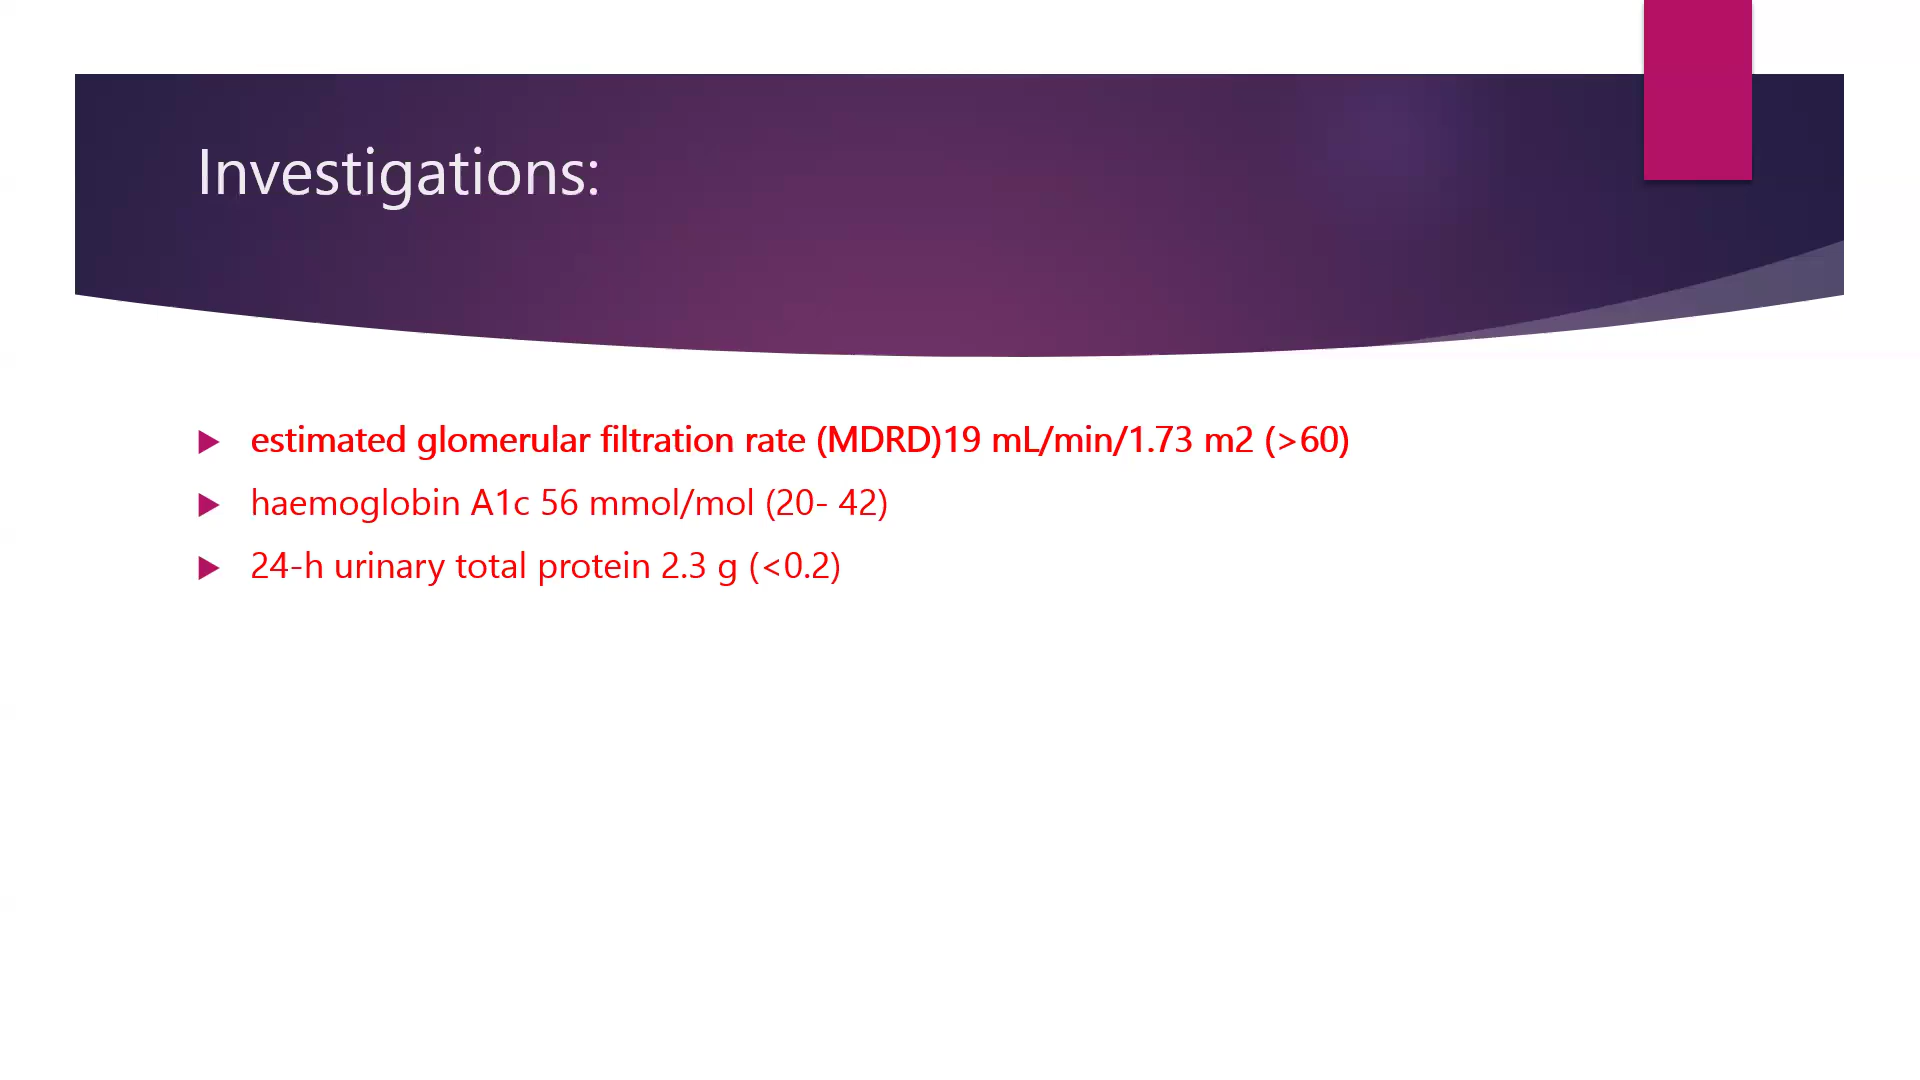 Investigations:
estimated glomerular filtration rate (MDRD)19 mL/min/1.73 m2 (>60)
haemoglobin A1c 56 mmol/mol (20- 42)
24-h urinary total protein 2.3 g (<0.2)